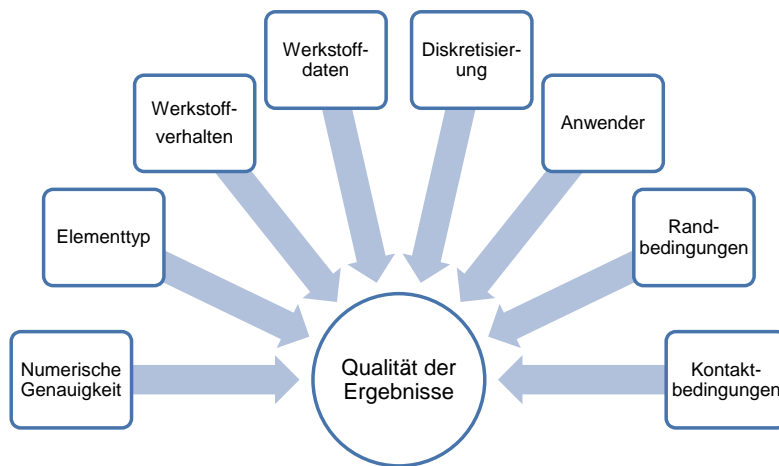 Werkstoff-
daten
Diskretisier-
ung
Werkstoff-
verhalten
Anwender
Elementtyp
Rand-
bedingungen
Numerische
Genauigkeit
Qualität der
Ergebnisse
Kontakt-
bedingungen